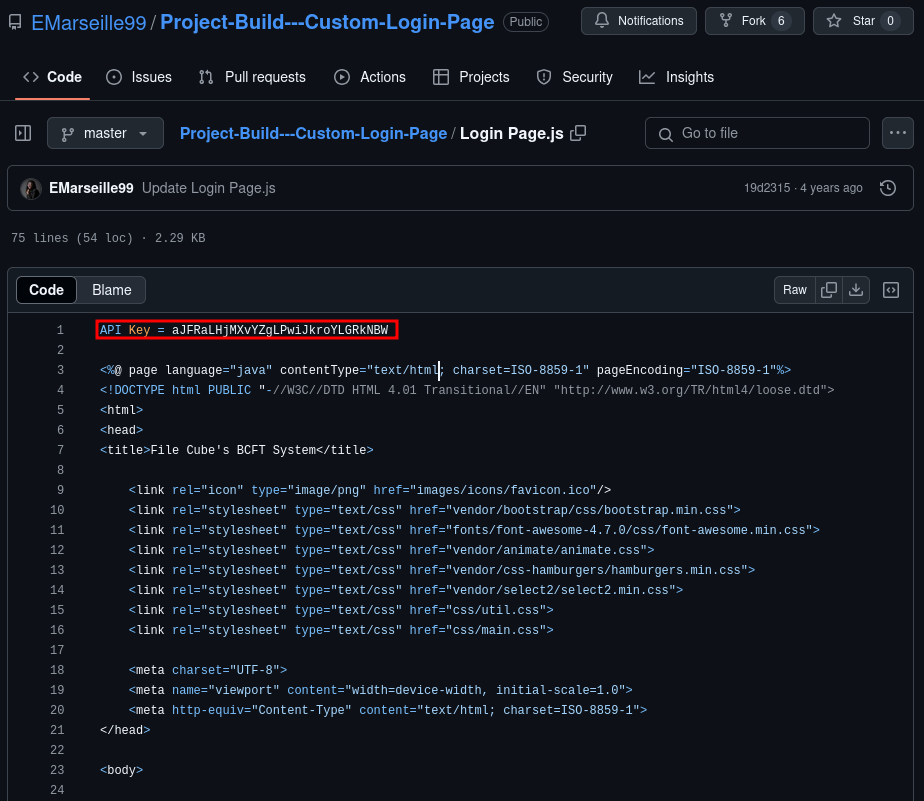 EMarseille99 / Project-Build---Custom-Login-Page Public Notifications Fork 6 Star 0
Code Issues Pull requests Actions Projects Security Insights
master Project-Build---Custom-Login-Page / Login Page.js Go to file
EMarseille99 Update Login Page.js 19d2315 · 4 years ago
75 lines (54 loc) · 2.29 KB
Code Blame Raw
1 API Key = aJFRaLHjMXvYZgLPwiJkroYLGRkNBW
2
3 <%@ page language="java" contentType="text/html; charset=ISO-8859-1" pageEncoding="ISO-8859-1"%>
4 <!DOCTYPE html PUBLIC "-//W3C//DTD HTML 4.01 Transitional//EN" "http://www.w3.org/TR/html4/loose.dtd">
5 <html>
6 <head>
7 <title>File Cube's BCFT System</title>
8
9 <link rel="icon" type="image/png" href="images/icons/favicon.ico"/>
10 <link rel="stylesheet" type="text/css" href="vendor/bootstrap/css/bootstrap.min.css">
11 <link rel="stylesheet" type="text/css" href="fonts/font-awesome-4.7.0/css/font-awesome.min.css">
12 <link rel="stylesheet" type="text/css" href="vendor/animate/animate.css">
13 <link rel="stylesheet" type="text/css" href="vendor/css-hamburgers/hamburgers.min.css">
14 <link rel="stylesheet" type="text/css" href="vendor/select2/select2.min.css">
15 <link rel="stylesheet" type="text/css" href="css/util.css">
16 <link rel="stylesheet" type="text/css" href="css/main.css">
17
18 <meta charset="UTF-8">
19 <meta name="viewport" content="width=device-width, initial-scale=1.0">
20 <meta http-equiv="Content-Type" content="text/html; charset=ISO-8859-1">
21 </head>
22
23 <body>
24